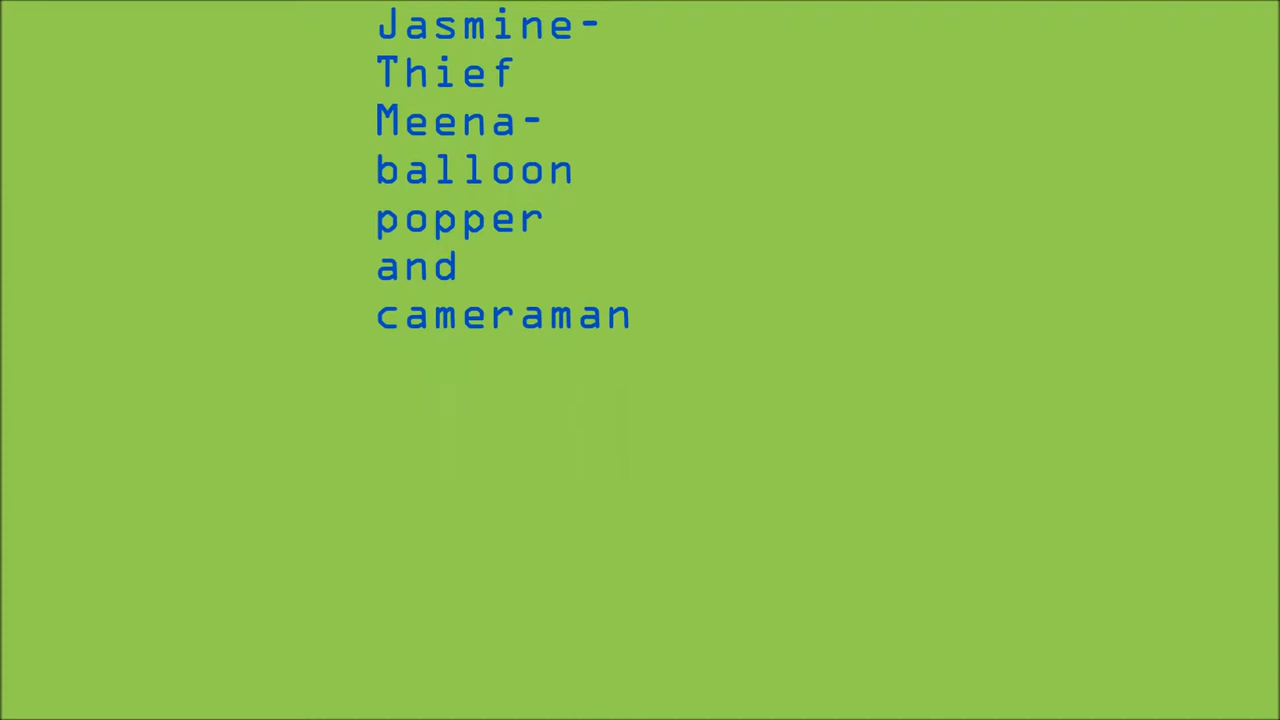 Jasmine-
Thief
Meena-
balloon
popper
and
cameraman